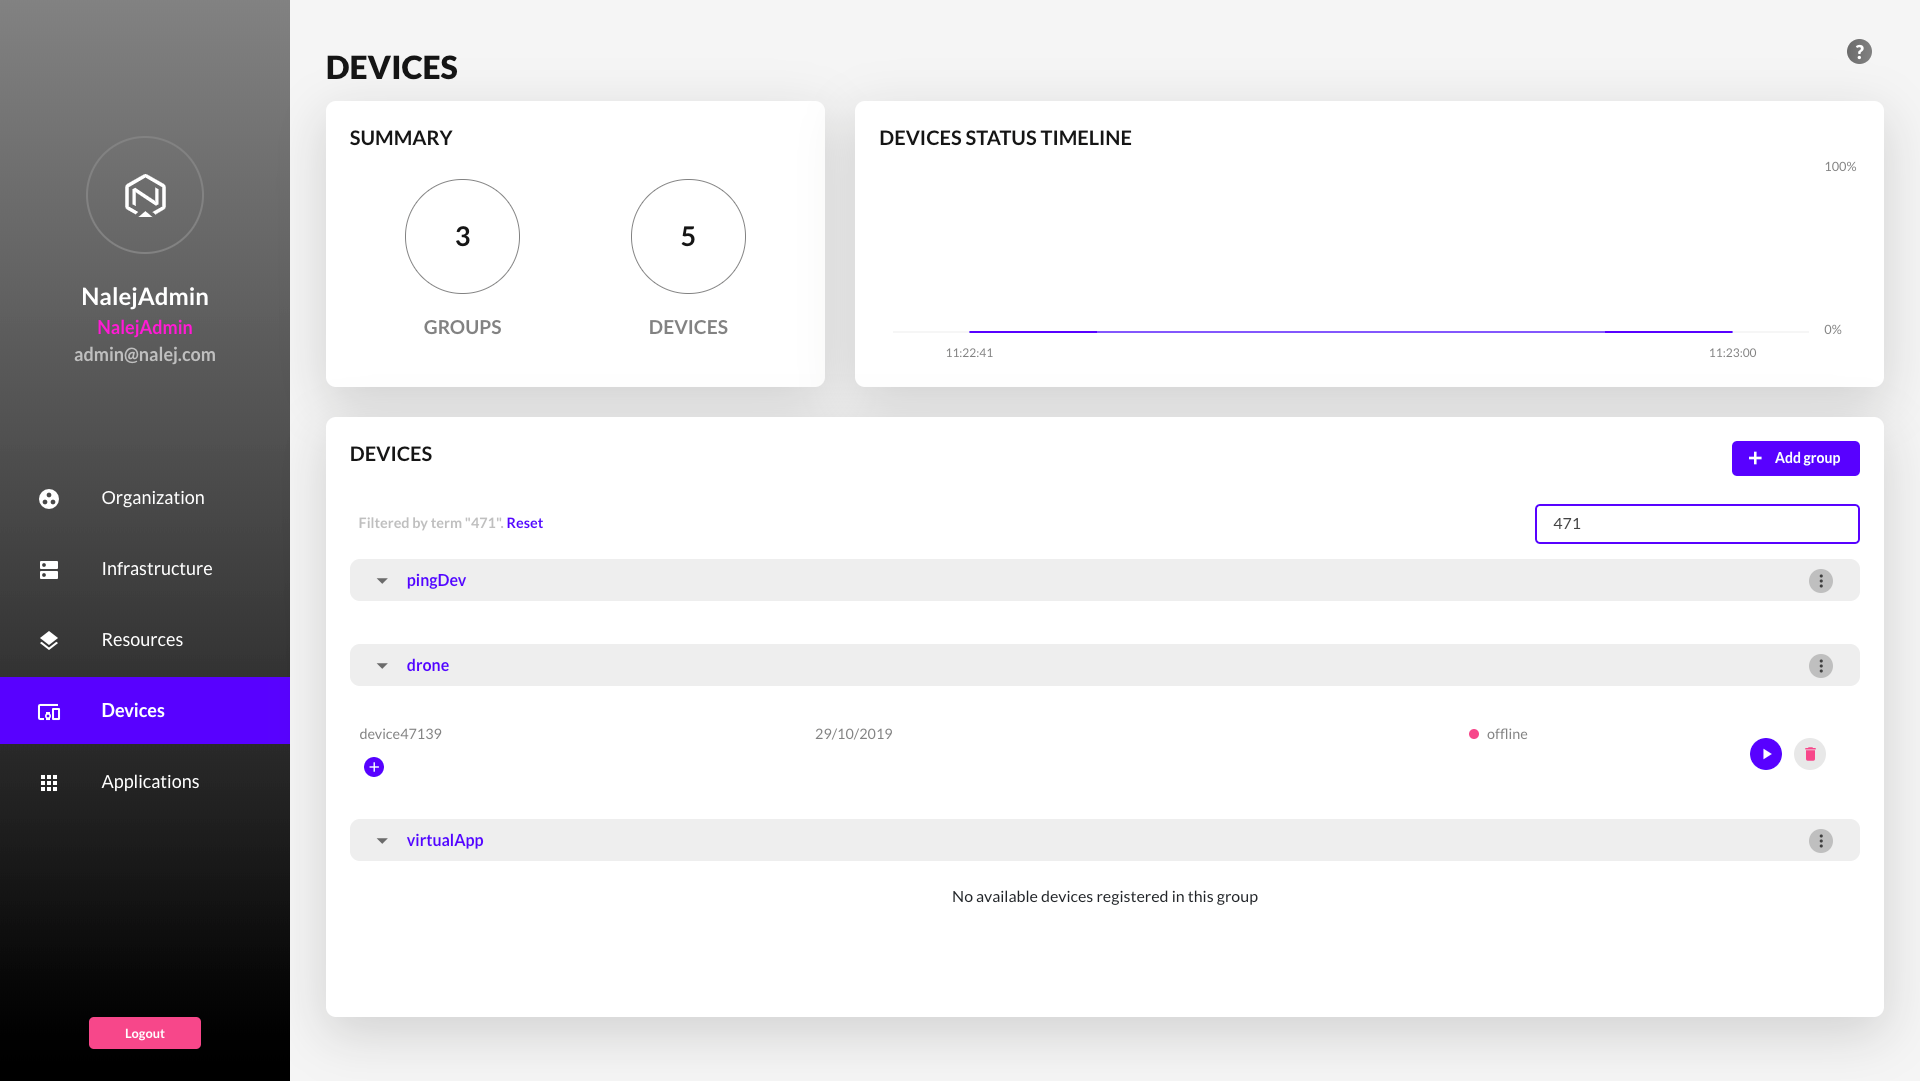 NalejAdmin
NalejAdmin
admin@nalej.com
Organization
Infrastructure
Resources
Devices
Applications
Logout
DEVICES
?
SUMMARY
3
5
GROUPS
DEVICES
DEVICES STATUS TIMELINE
100%
0%
11:22:41
11:23:00
DEVICES
Add group
Filtered by term "471". Reset
471
pingDev
drone
device47139
29/10/2019
offline
virtualApp
No available devices registered in this group